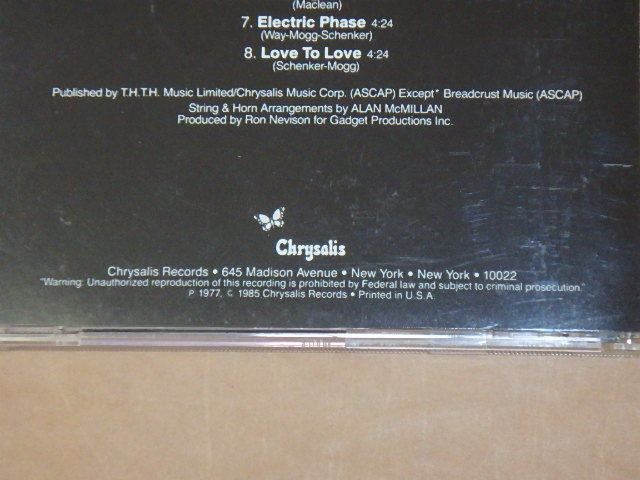 (Maclean)
7. Electric Phase 4:24
(Way-Mogg-Schenker)
8. Love To Love 4:24
(Schenker-Mogg)
Published by T.H.T.H. Music Limited/Chrysalis Music Corp. (ASCAP) Except* Breadcrust Music (ASCAP)
String & Horn Arrangements by ALAN McMILLAN
Produced by Ron Nevison for Gadget Productions Inc.
Chrysalis
Chrysalis Records • 645 Madison Avenue • New York • New York • 10022
"Warning: Unauthorized reproduction of this recording is prohibited by Federal law and subject to criminal prosecution."
P 1977, C 1985 Chrysalis Records • Printed in U.S.A.